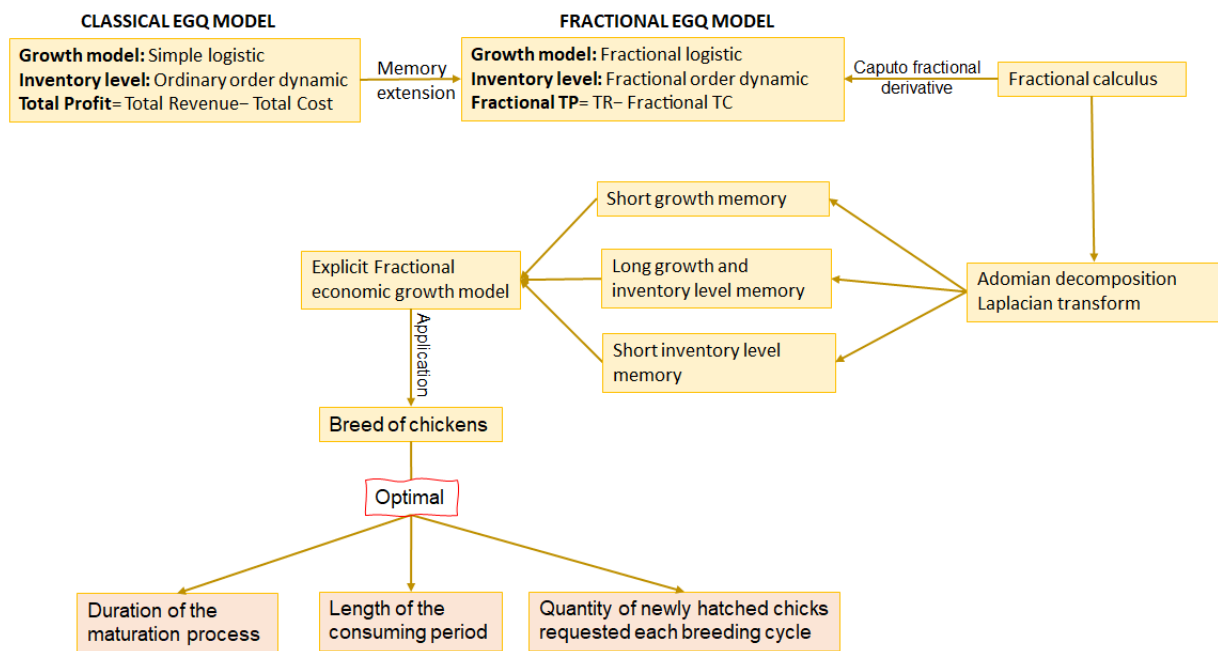 CLASSICAL EGQ MODEL
Growth model: Simple logistic
Inventory level: Ordinary order dynamic
Total Profit= Total Revenue− Total Cost
Memory
extension
FRACTIONAL EGQ MODEL
Growth model: Fractional logistic
Inventory level: Fractional order dynamic
Fractional TP= TR− Fractional TC
Caputo fractional
derivative
Fractional calculus
Short growth memory
Long growth and
inventory level memory
Short inventory level
memory
Adomian decomposition
Laplacian transform
Explicit Fractional
economic growth model
Application
Breed of chickens
Optimal
Duration of the
maturation process
Length of the
consuming period
Quantity of newly hatched chicks
requested each breeding cycle